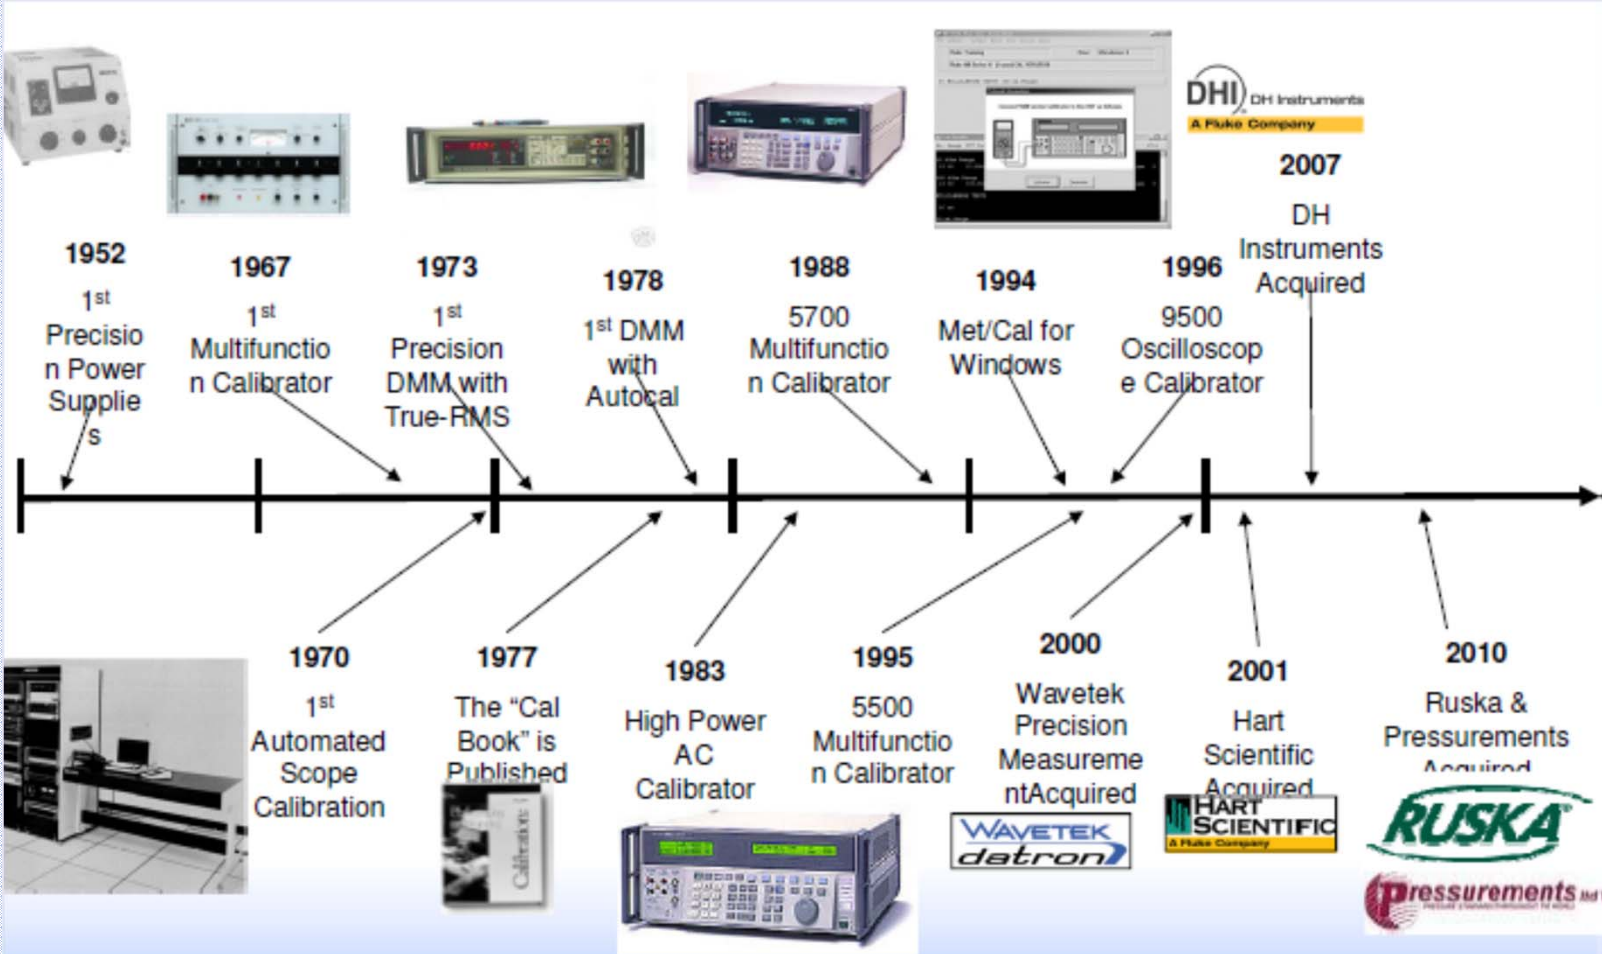 DHI
DH Instruments
A Fluke Company
1952
1st
Precisio
n Power
Supplie
s
1967
1st
Multifunctio
n Calibrator
1973
1st
Precision
DMM with
True-RMS
1978
1st DMM
with
Autocal
1988
5700
Multifunctio
n Calibrator
1994
Met/Cal for
Windows
1996
9500
Oscilloscop
e Calibrator
2007
DH
Instruments
Acquired
1970
1st
Automated
Scope
Calibration
1977
The “Cal
Book” is
Published
Calibration:
1983
High Power
AC
Calibrator
1995
5500
Multifunctio
n Calibrator
2000
Wavetek
Precision
Measureme
ntAcquired
WAVETEK
datron
2001
Hart
Scientific
Acquired
HART
SCIENTIFIC
A Fluke Company
2010
Ruska &
Pressurements
Acquired
RUSKA
Pressurements ltd